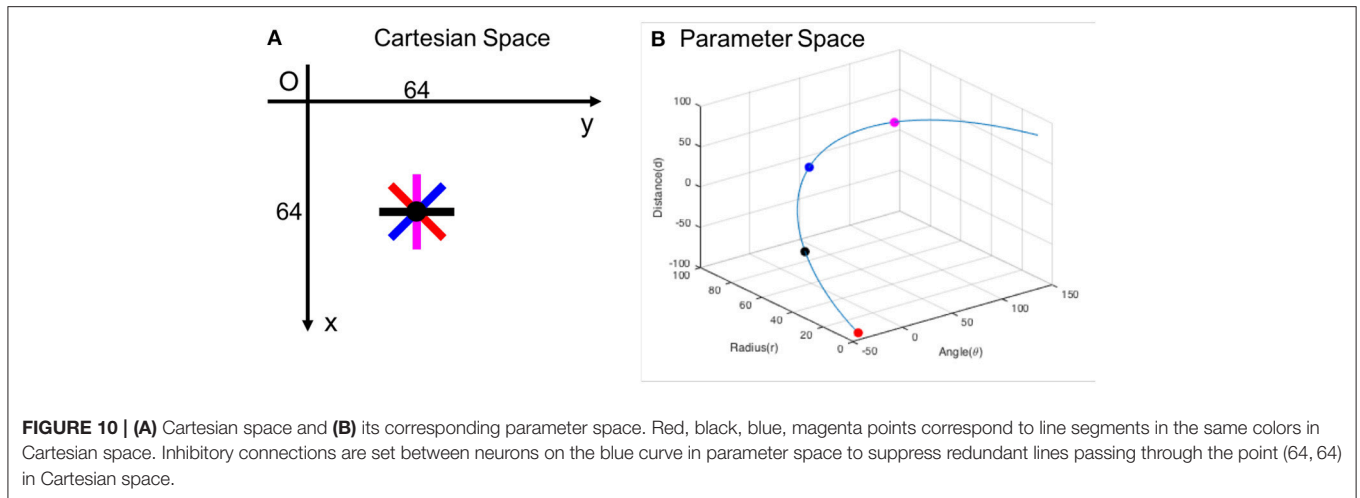 A Cartesian Space
O
64
y
64
x
B Parameter Space
100
50
0
-50
-100
Distance(d)
100
80
60
40
20
0
Radius(r)
-50
0
50
100
150
Angle(θ)
FIGURE 10 | (A) Cartesian space and (B) its corresponding parameter space. Red, black, blue, magenta points correspond to line segments in the same colors in
Cartesian space. Inhibitory connections are set between neurons on the blue curve in parameter space to suppress redundant lines passing through the point (64, 64)
in Cartesian space.